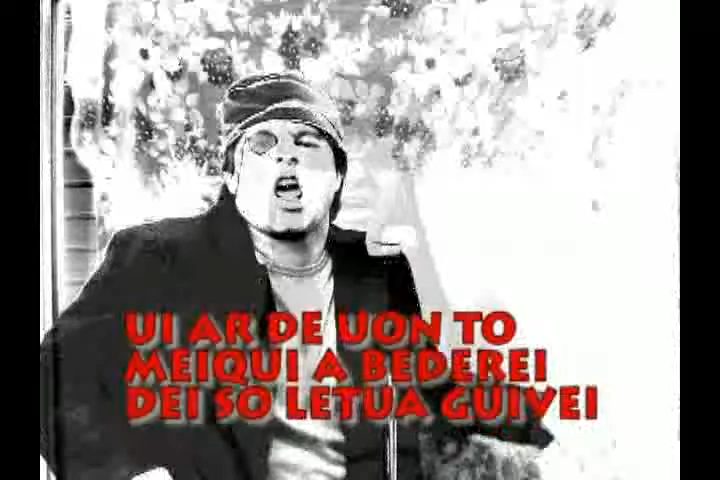 UI AR DE UON TO
MEIQUI A BEDEREI
DEI SO LETUA GUIVEI